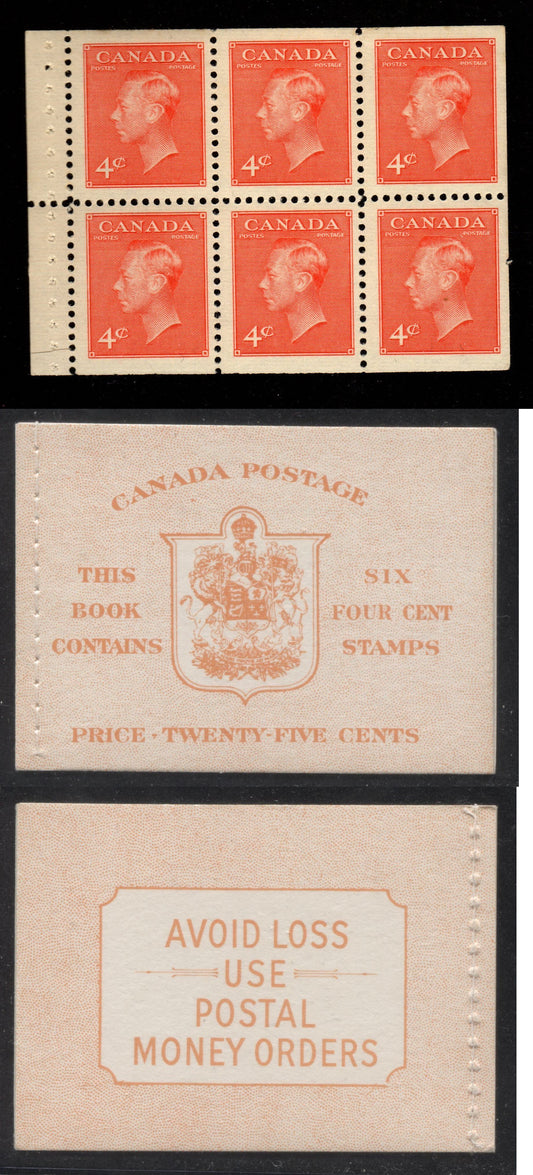 CANADA CANADA CANADA
POSTES POSTAGE POSTES POSTAGE POSTES POSTAGE
4¢ 4¢ 4¢
CANADA CANADA CANADA
POSTES POSTAGE POSTES POSTAGE POSTES POSTAGE
4¢ 4¢ 4¢
CANADA POSTAGE
THIS
BOOK
CONTAINS
SIX
FOUR CENT
STAMPS
PRICE · TWENTY-FIVE CENTS
AVOID LOSS
USE
POSTAL
MONEY ORDERS